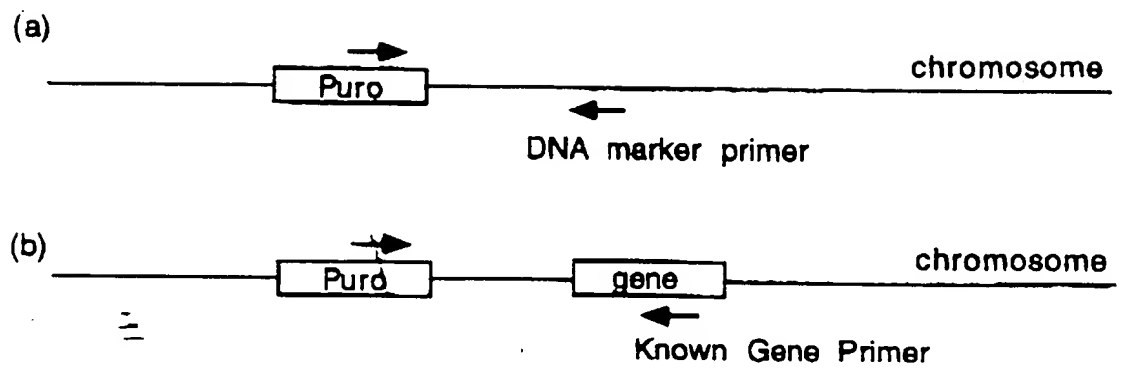 (a)
Puro
chromosome
DNA marker primer
(b)
Puro
gene
chromosome
Known Gene Primer